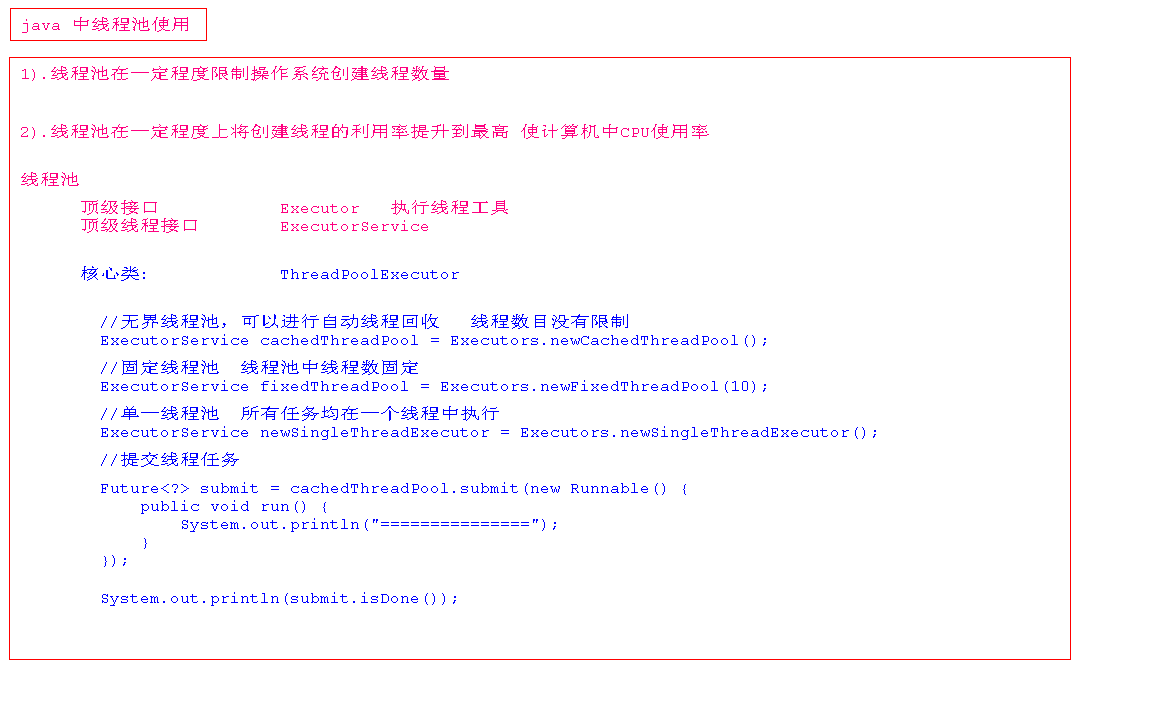 java 中线程池使用
1).线程池在一定程度限制操作系统创建线程数量
2).线程池在一定程度上将创建线程的利用率提升到最高 使计算机中CPU使用率
线程池
顶级接口 Executor 执行线程工具
顶级线程接口 ExecutorService
核心类: ThreadPoolExecutor
//无界线程池，可以进行自动线程回收 线程数目没有限制
ExecutorService cachedThreadPool = Executors.newCachedThreadPool();
//固定线程池 线程池中线程数固定
ExecutorService fixedThreadPool = Executors.newFixedThreadPool(10);
//单一线程池 所有任务均在一个线程中执行
ExecutorService newSingleThreadExecutor = Executors.newSingleThreadExecutor();
//提交线程任务
Future<?> submit = cachedThreadPool.submit(new Runnable() {
public void run() {
System.out.println("===============");
}
});
System.out.println(submit.isDone());